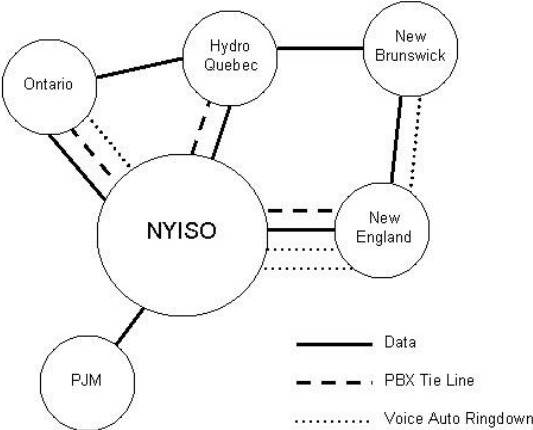 Hydro
Quebec
New
Brunswick
Ontario
NYISO
New
England
PJM
Data
PBX Tie Line
Voice Auto Ringdown